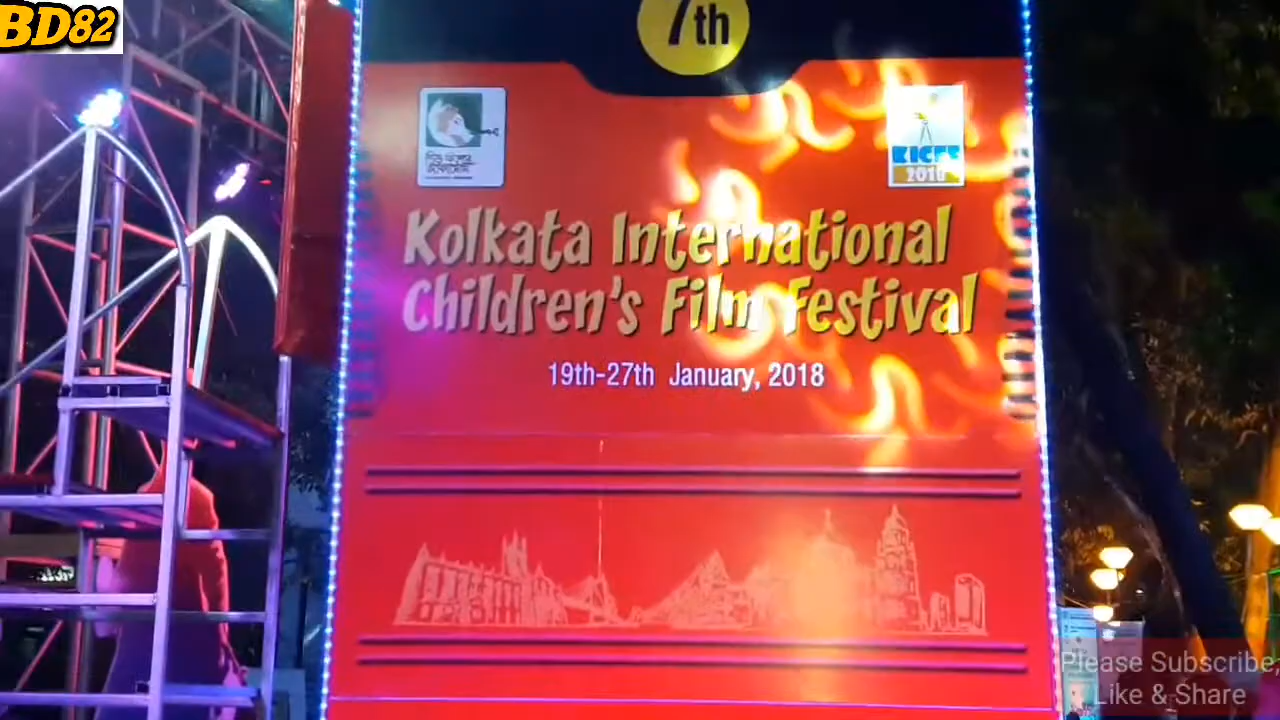 BD82
7th
KICFF
2018
Kolkata International
Children's Film Festival
19th-27th January, 2018
Please Subscribe,
Like & Share